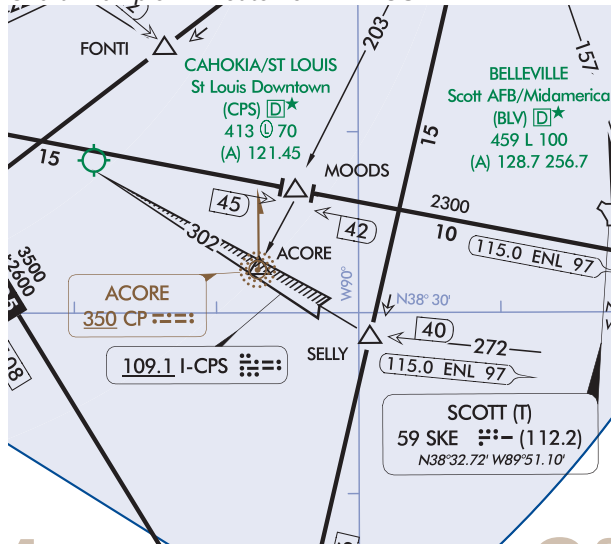 FONTI
203
157
CAHOKIA/ST LOUIS
St Louis Downtown
(CPS) D★
413 Ⓛ 70
(A) 121.45
BELLEVILLE
Scott AFB/Midamerica
(BLV) D★
459 L 100
(A) 128.7 256.7
15
15
MOODS
45
42
2300
10
302
ACORE
115.0 ENL 97
3500
*2600
W90°
N38° 30'
ACORE
350 CP
40
272
SELLY
109.1 I-CPS
115.0 ENL 97
08
SCOTT (T)
59 SKE (112.2)
N38°32.72' W89°51.10'